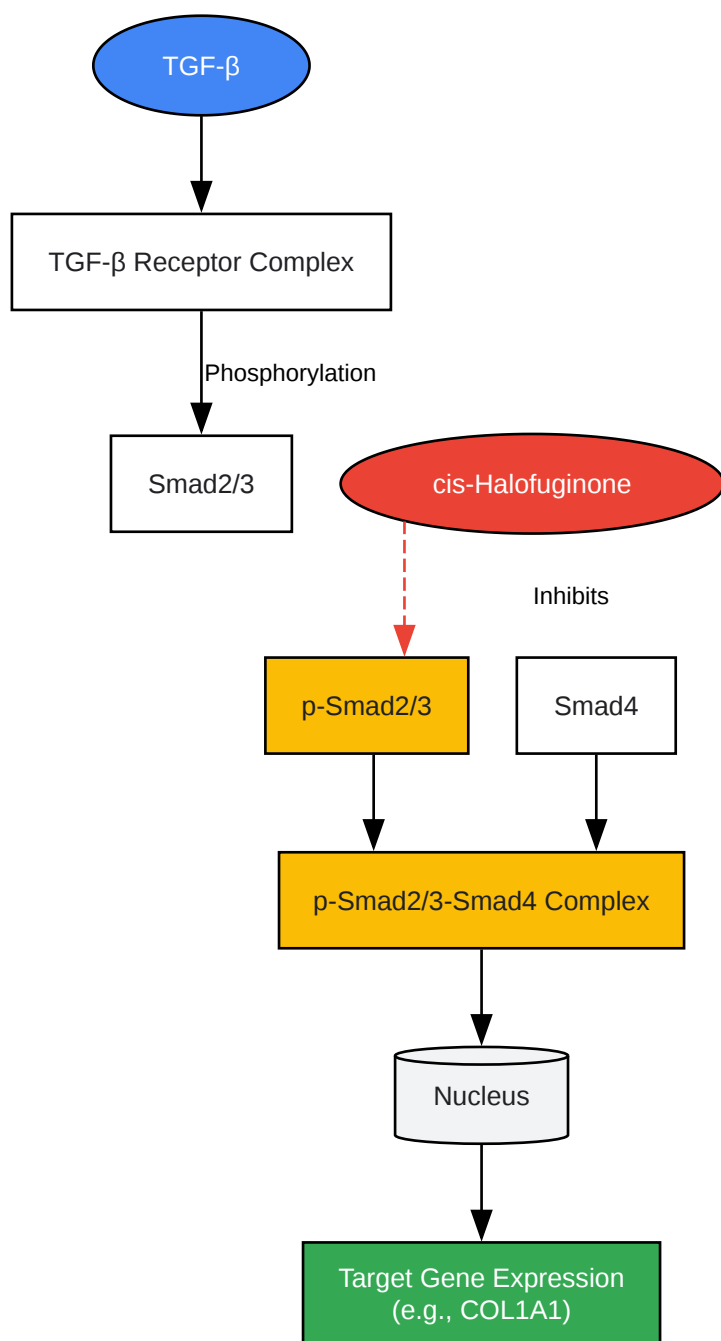 TGF-β
TGF-β Receptor Complex
Phosphorylation
Smad2/3
cis-Halofuginone
Inhibits
p-Smad2/3
Smad4
p-Smad2/3-Smad4 Complex
Nucleus
Target Gene Expression
(e.g., COL1A1)